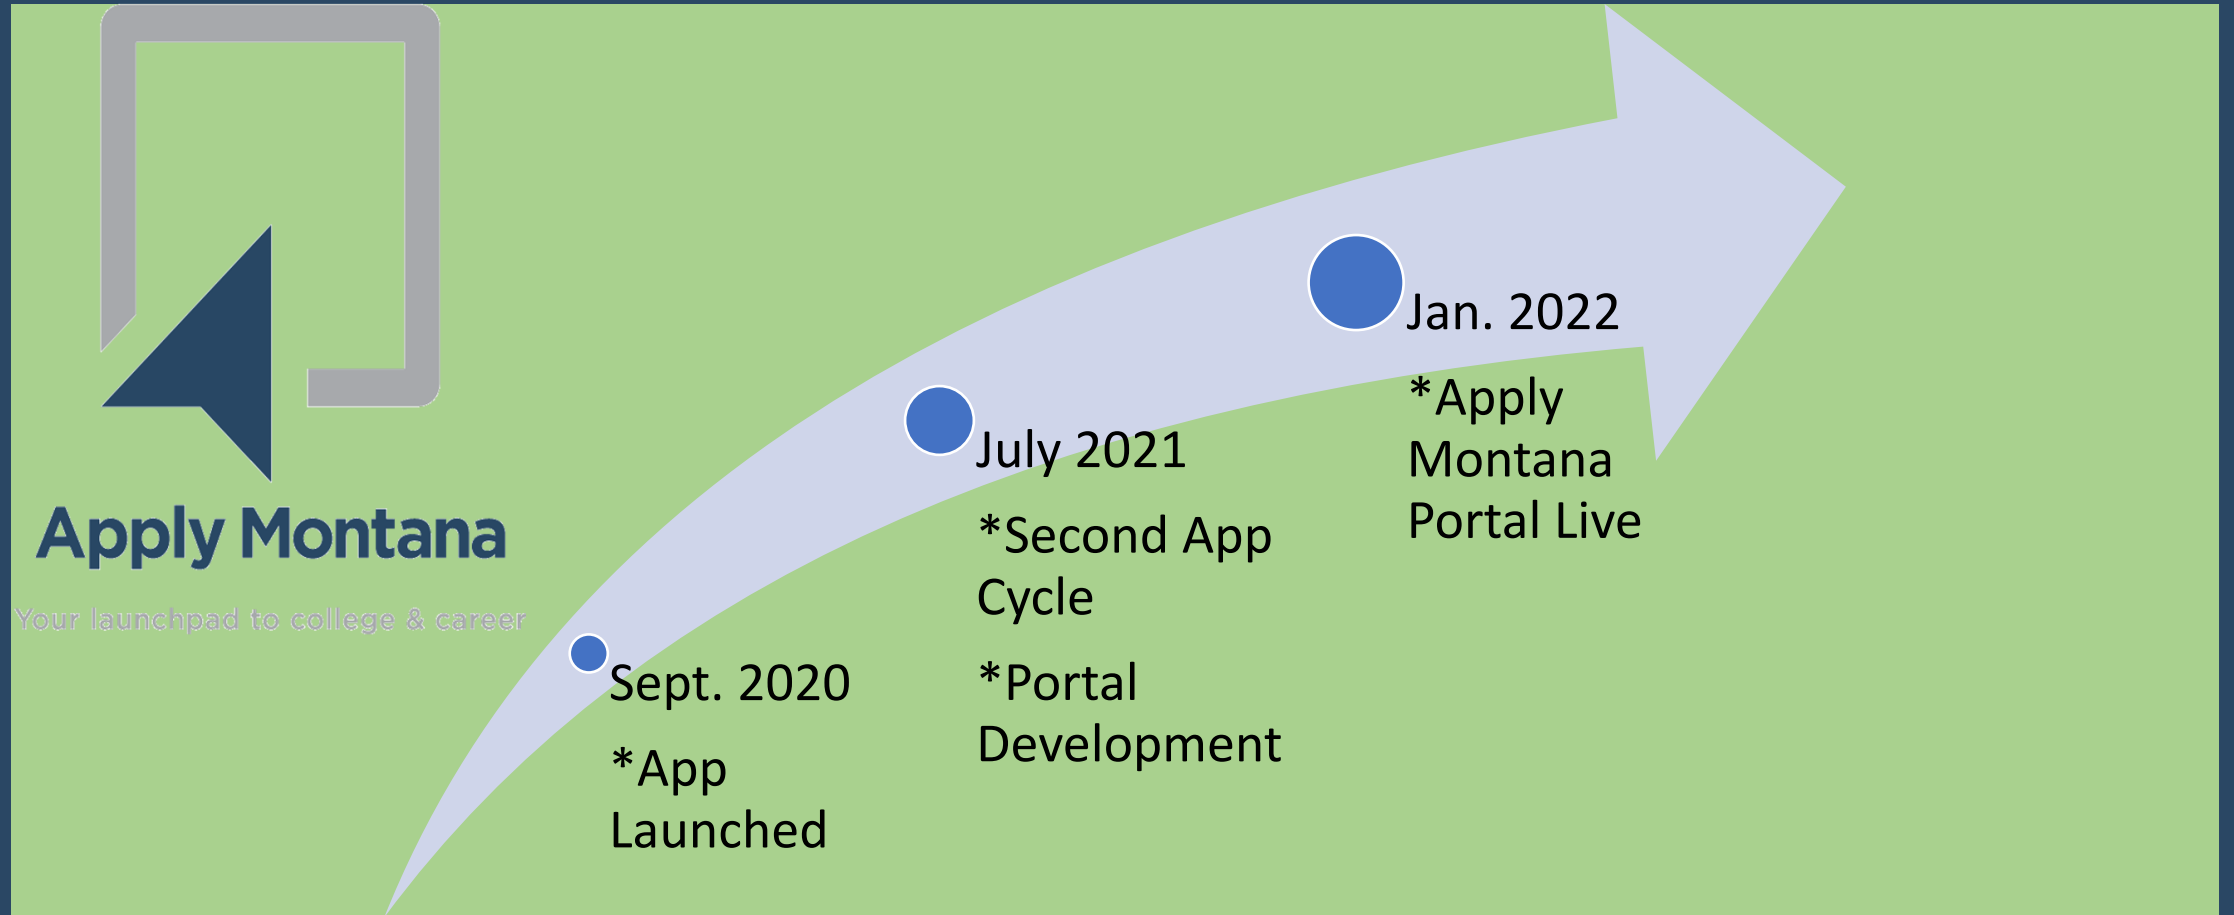 Apply Montana
Your launchpad to college & career
Sept. 2020
*App
Launched
July 2021
*Second App
Cycle
*Portal
Development
Jan. 2022
*Apply
Montana
Portal Live